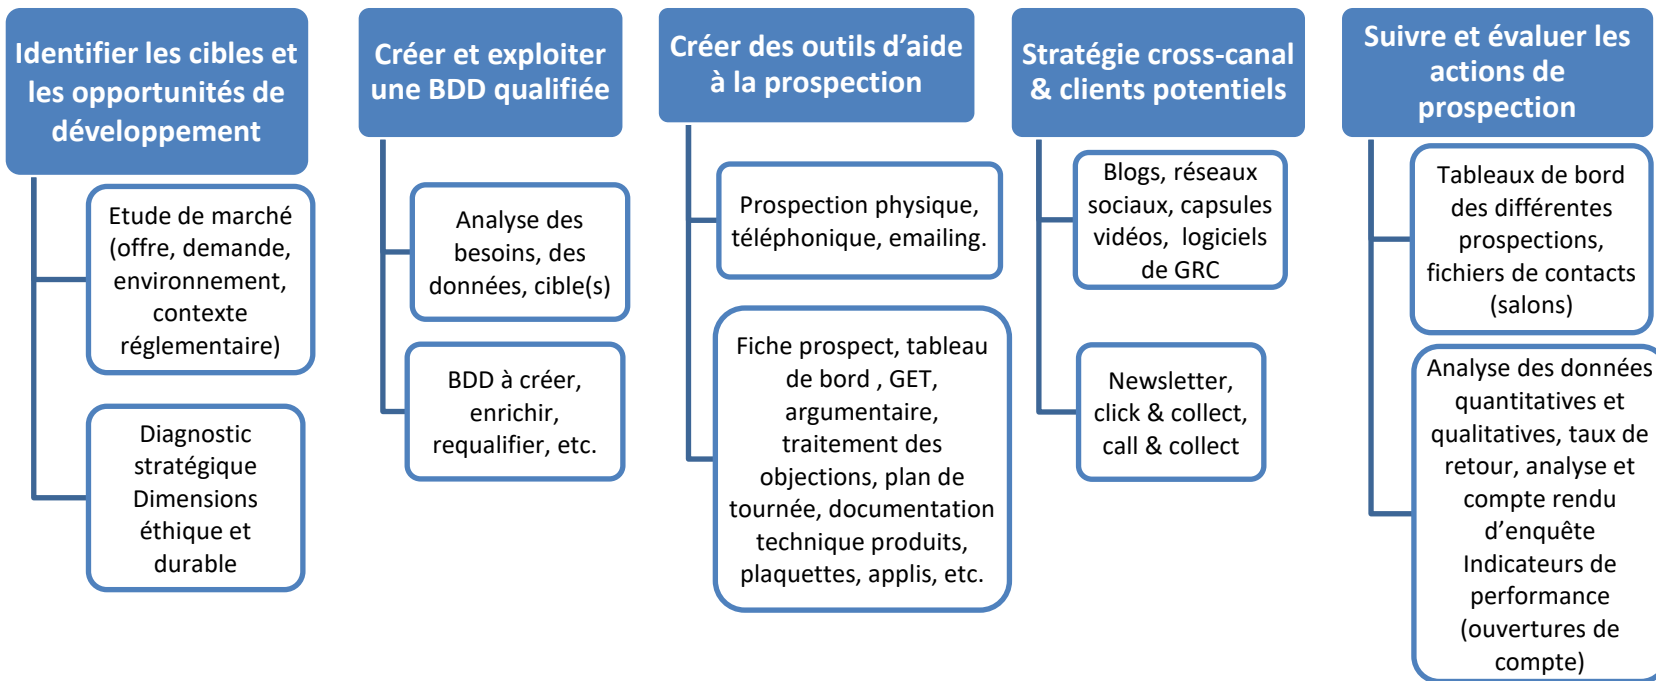 Identifier les cibles et
les opportunités de
développement
Etude de marché
(offre, demande,
environnement,
contexte
réglementaire)
Diagnostic
stratégique
Dimensions
éthique et
durable
Créer et exploiter
une BDD qualifiée
Analyse des
besoins, des
données, cible(s)
BDD à créer,
enrichir,
requalifier, etc.
Créer des outils d’aide
à la prospection
Prospection physique,
téléphonique, emailing.
Fiche prospect, tableau
de bord , GET,
argumentaire,
traitement des
objections, plan de
tournée, documentation
technique produits,
plaquettes, applis, etc.
Stratégie cross-canal
& clients potentiels
Blogs, réseaux
sociaux, capsules
vidéos, logiciels
de GRC
Newsletter,
click & collect,
call & collect
Suivre et évaluer les
actions de
prospection
Tableaux de bord
des différentes
prospections,
fichiers de contacts
(salons)
Analyse des données
quantitatives et
qualitatives, taux de
retour, analyse et
compte rendu
d’enquête
Indicateurs de
performance
(ouvertures de
compte)